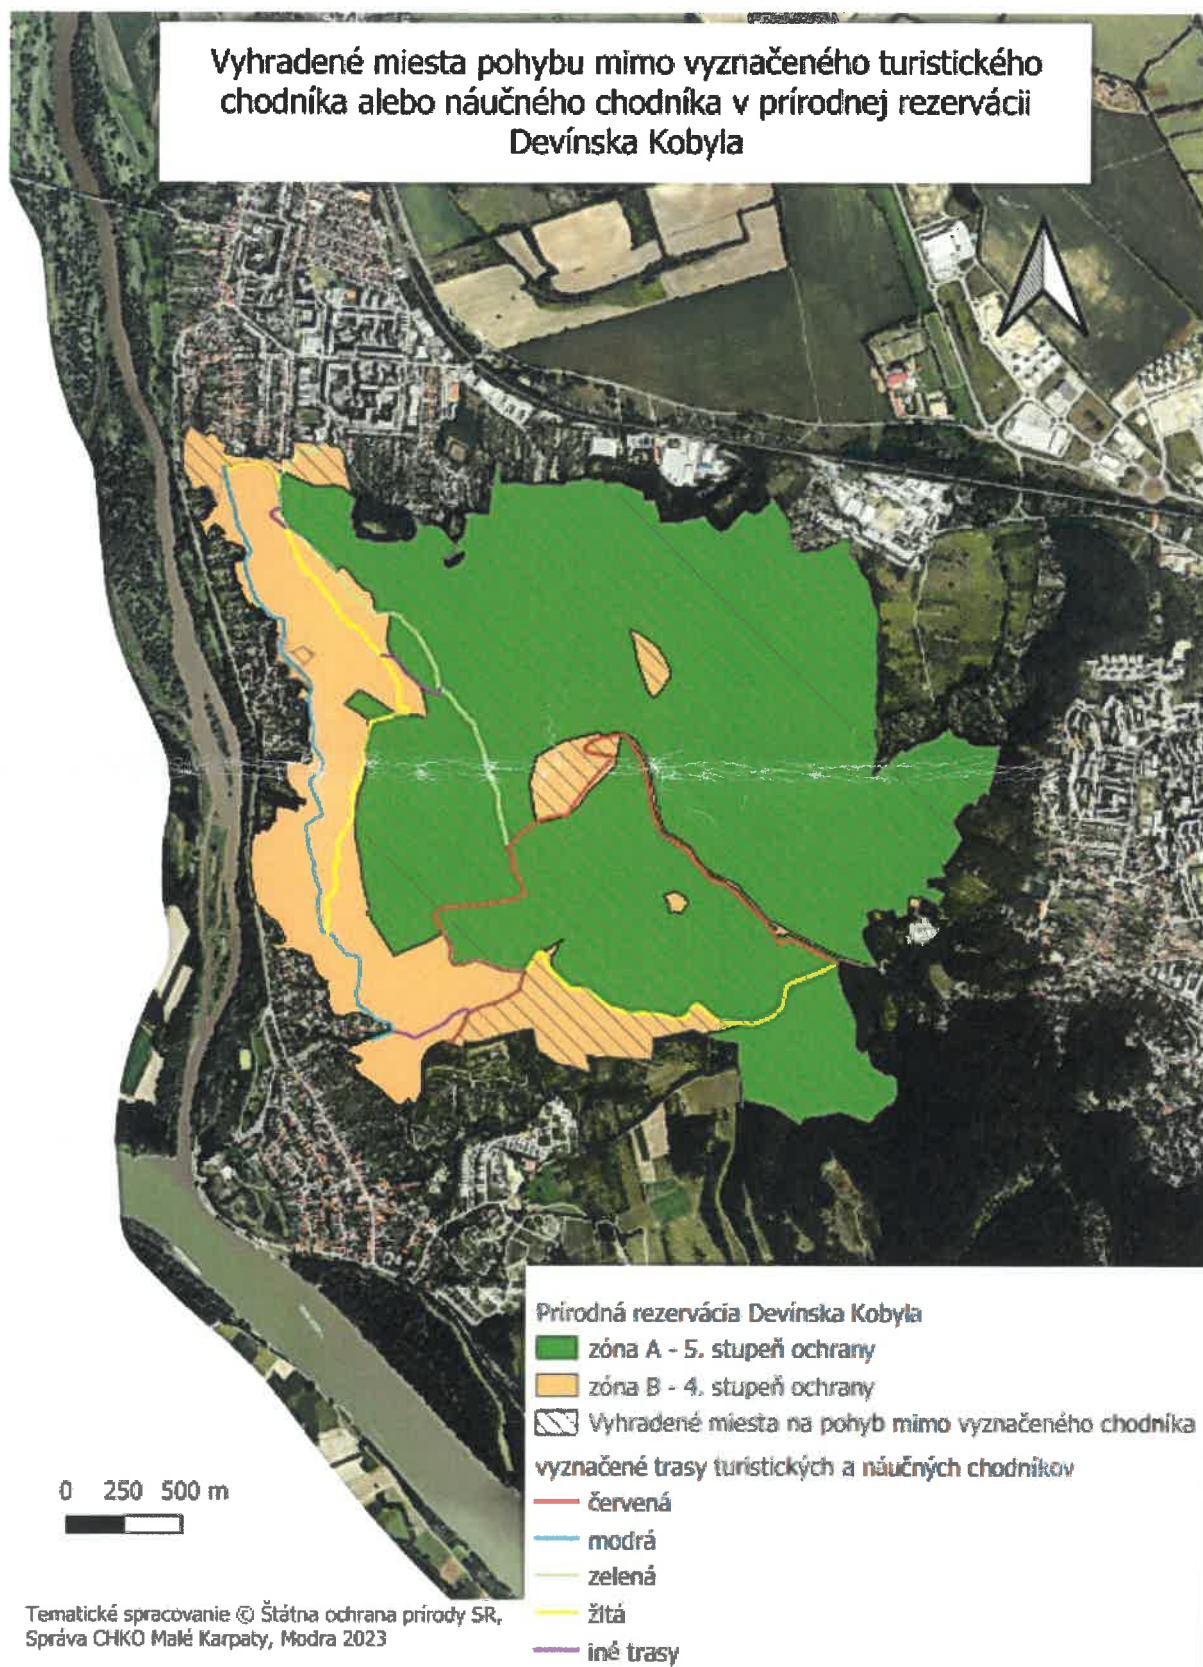 Vyhradené miesta pohybu mimo vyznačeného turistického
chodníka alebo náučného chodníka v prírodnej rezervácii
Devínska Kobyla
Prírodná rezervácia Devínska Kobyla
zóna A - 5. stupeň ochrany
zóna B - 4. stupeň ochrany
Vyhradené miesta na pohyb mimo vyznačeného chodníka
vyznačené trasy turistických a náučných chodníkov
červená
modrá
zelená
žltá
iné trasy
0 250 500 m
Tematické spracovanie © Štátna ochrana prírody SR,
Správa CHKO Malé Karpaty, Modra 2023